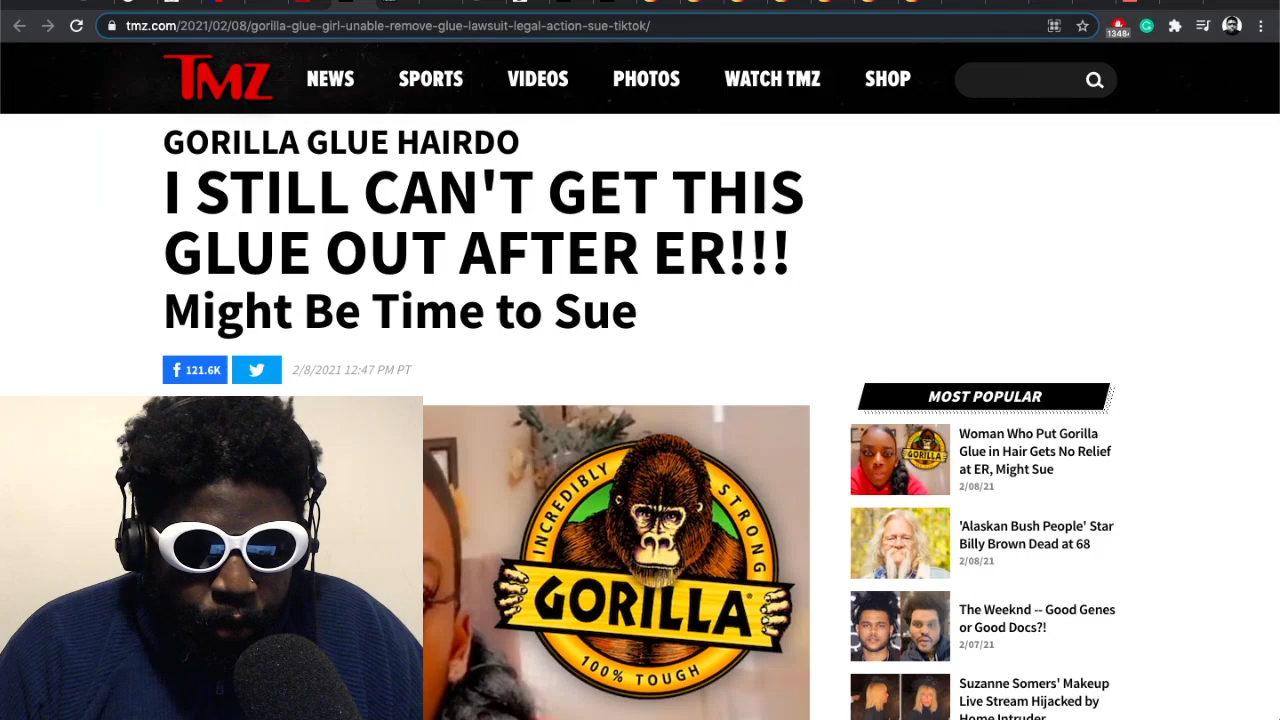 tmz.com/2021/02/08/gorilla-glue-girl-unable-remove-glue-lawsuit-legal-action-sue-tiktok/
TMZ NEWS SPORTS VIDEOS PHOTOS WATCH TMZ SHOP
GORILLA GLUE HAIRDO
I STILL CAN'T GET THIS
GLUE OUT AFTER ER!!!
Might Be Time to Sue
121.6K
2/8/2021 12:47 PM PT
INCREDIBLY STRONG
GORILLA
100% TOUGH
MOST POPULAR
Woman Who Put Gorilla
Glue in Hair Gets No Relief
at ER, Might Sue
2/08/21
GORILLA
'Alaskan Bush People' Star
Billy Brown Dead at 68
2/08/21
The Weeknd -- Good Genes
or Good Docs?!
2/07/21
Suzanne Somers' Makeup
Live Stream Hijacked by
Home Intruder